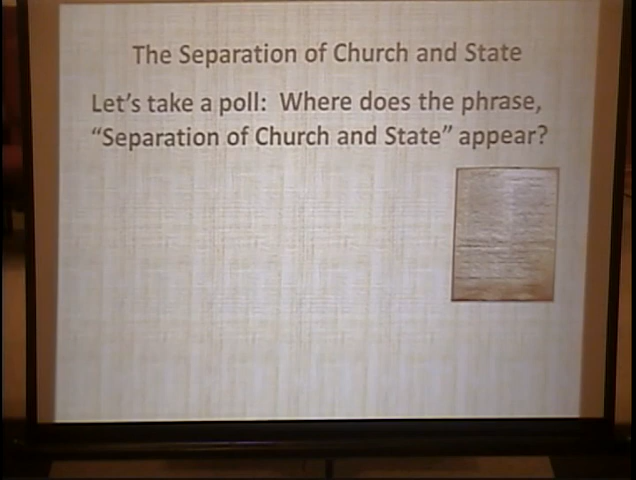 The Separation of Church and State
Let's take a poll:  Where does the phrase,
“Separation of Church and State” appear?